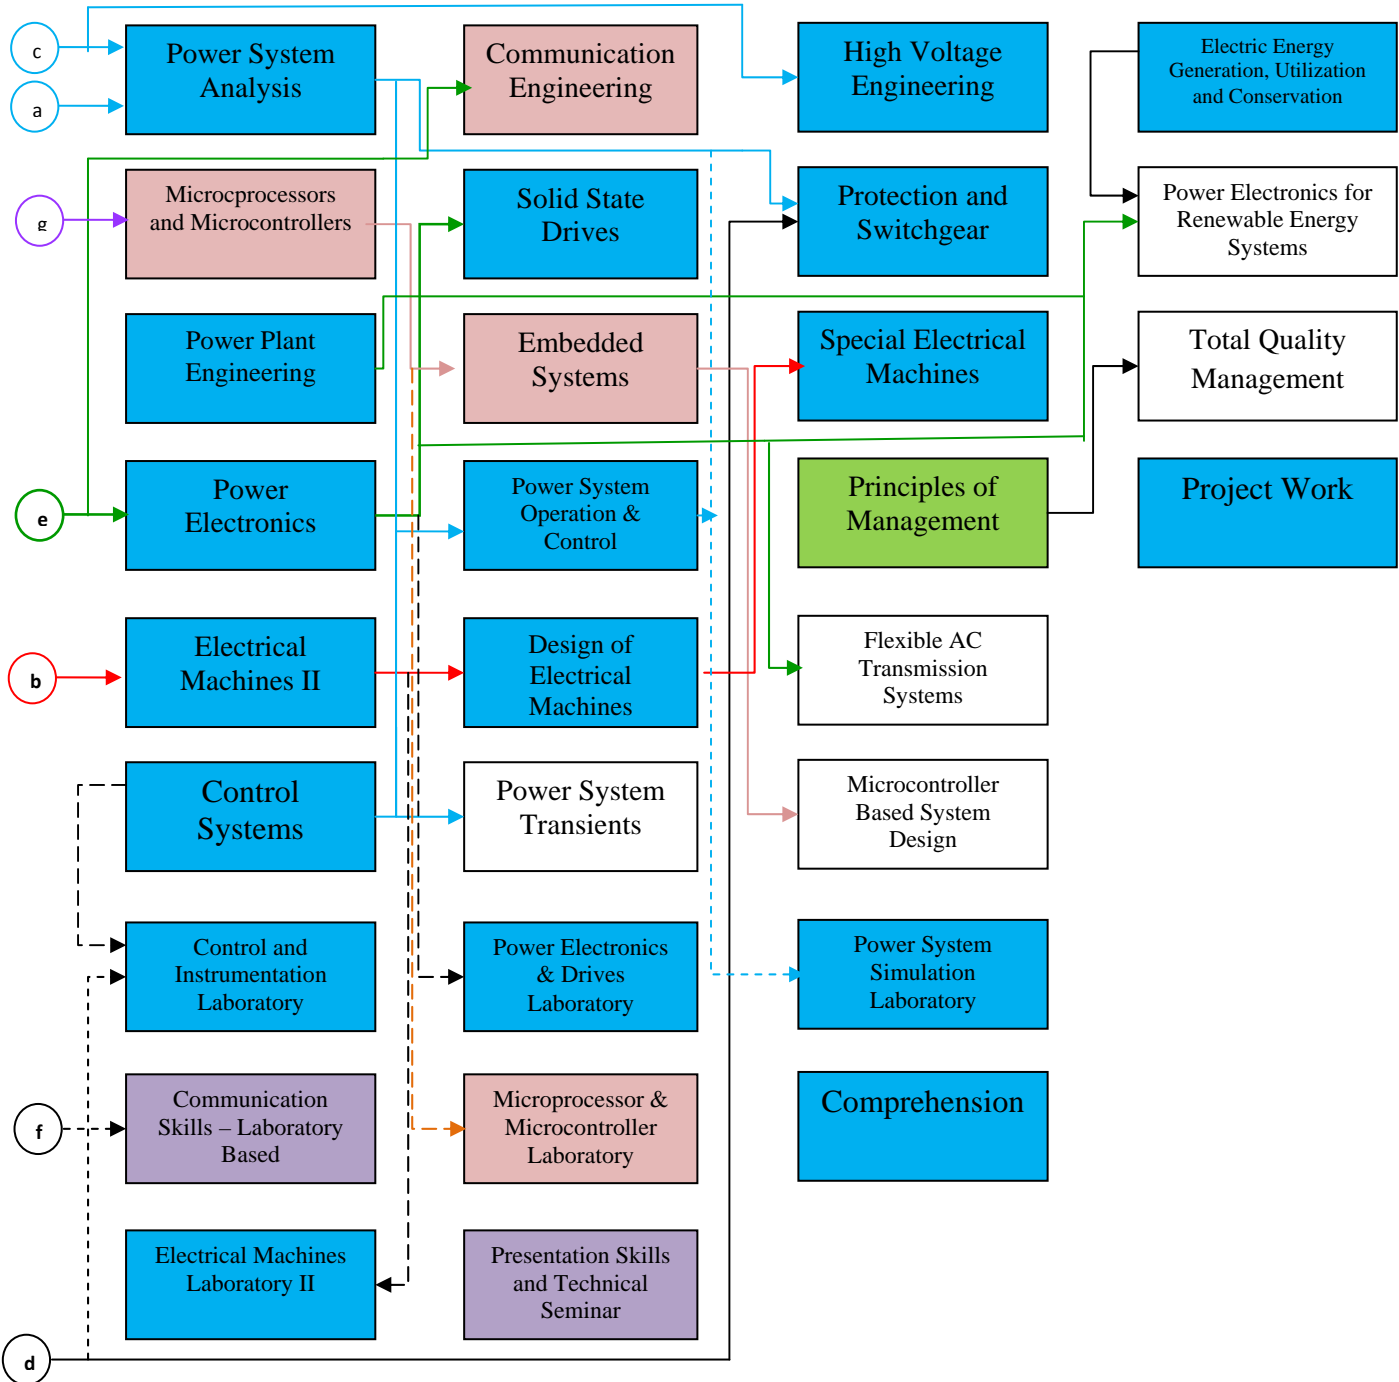 c
Power System
Analysis
Communication
Engineering
High Voltage
Engineering
Electric Energy
Generation, Utilization
and Conservation
a
g
Microcprocessors
and Microcontrollers
Solid State
Drives
Protection and
Switchgear
Power Electronics for
Renewable Energy
Systems
Power Plant
Engineering
Embedded
Systems
Special Electrical
Machines
Total Quality
Management
e
Power
Electronics
Power System
Operation &
Control
Principles of
Management
Project Work
b
Electrical
Machines II
Design of
Electrical
Machines
Flexible AC
Transmission
Systems
Control
Systems
Power System
Transients
Microcontroller
Based System
Design
Control and
Instrumentation
Laboratory
Power Electronics
& Drives
Laboratory
Power System
Simulation
Laboratory
f
Communication
Skills – Laboratory
Based
Microprocessor &
Microcontroller
Laboratory
Comprehension
Electrical Machines
Laboratory II
Presentation Skills
and Technical
Seminar
d